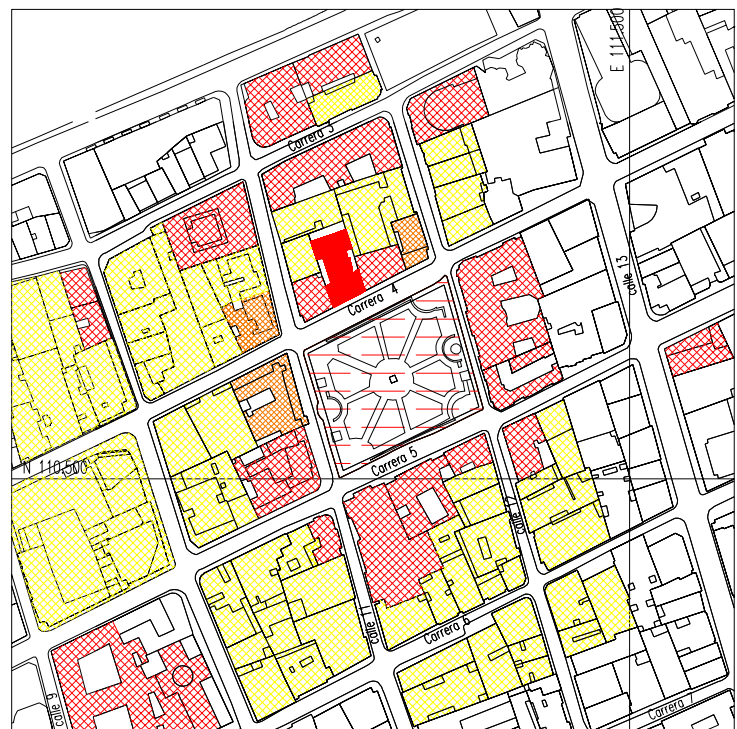 E 111,500
Carrera 3
calle 13
Carrera 4
Carrera 5
N 110,500
calle 12
calle 11
Carrera 6
calle 9
Carrera 7